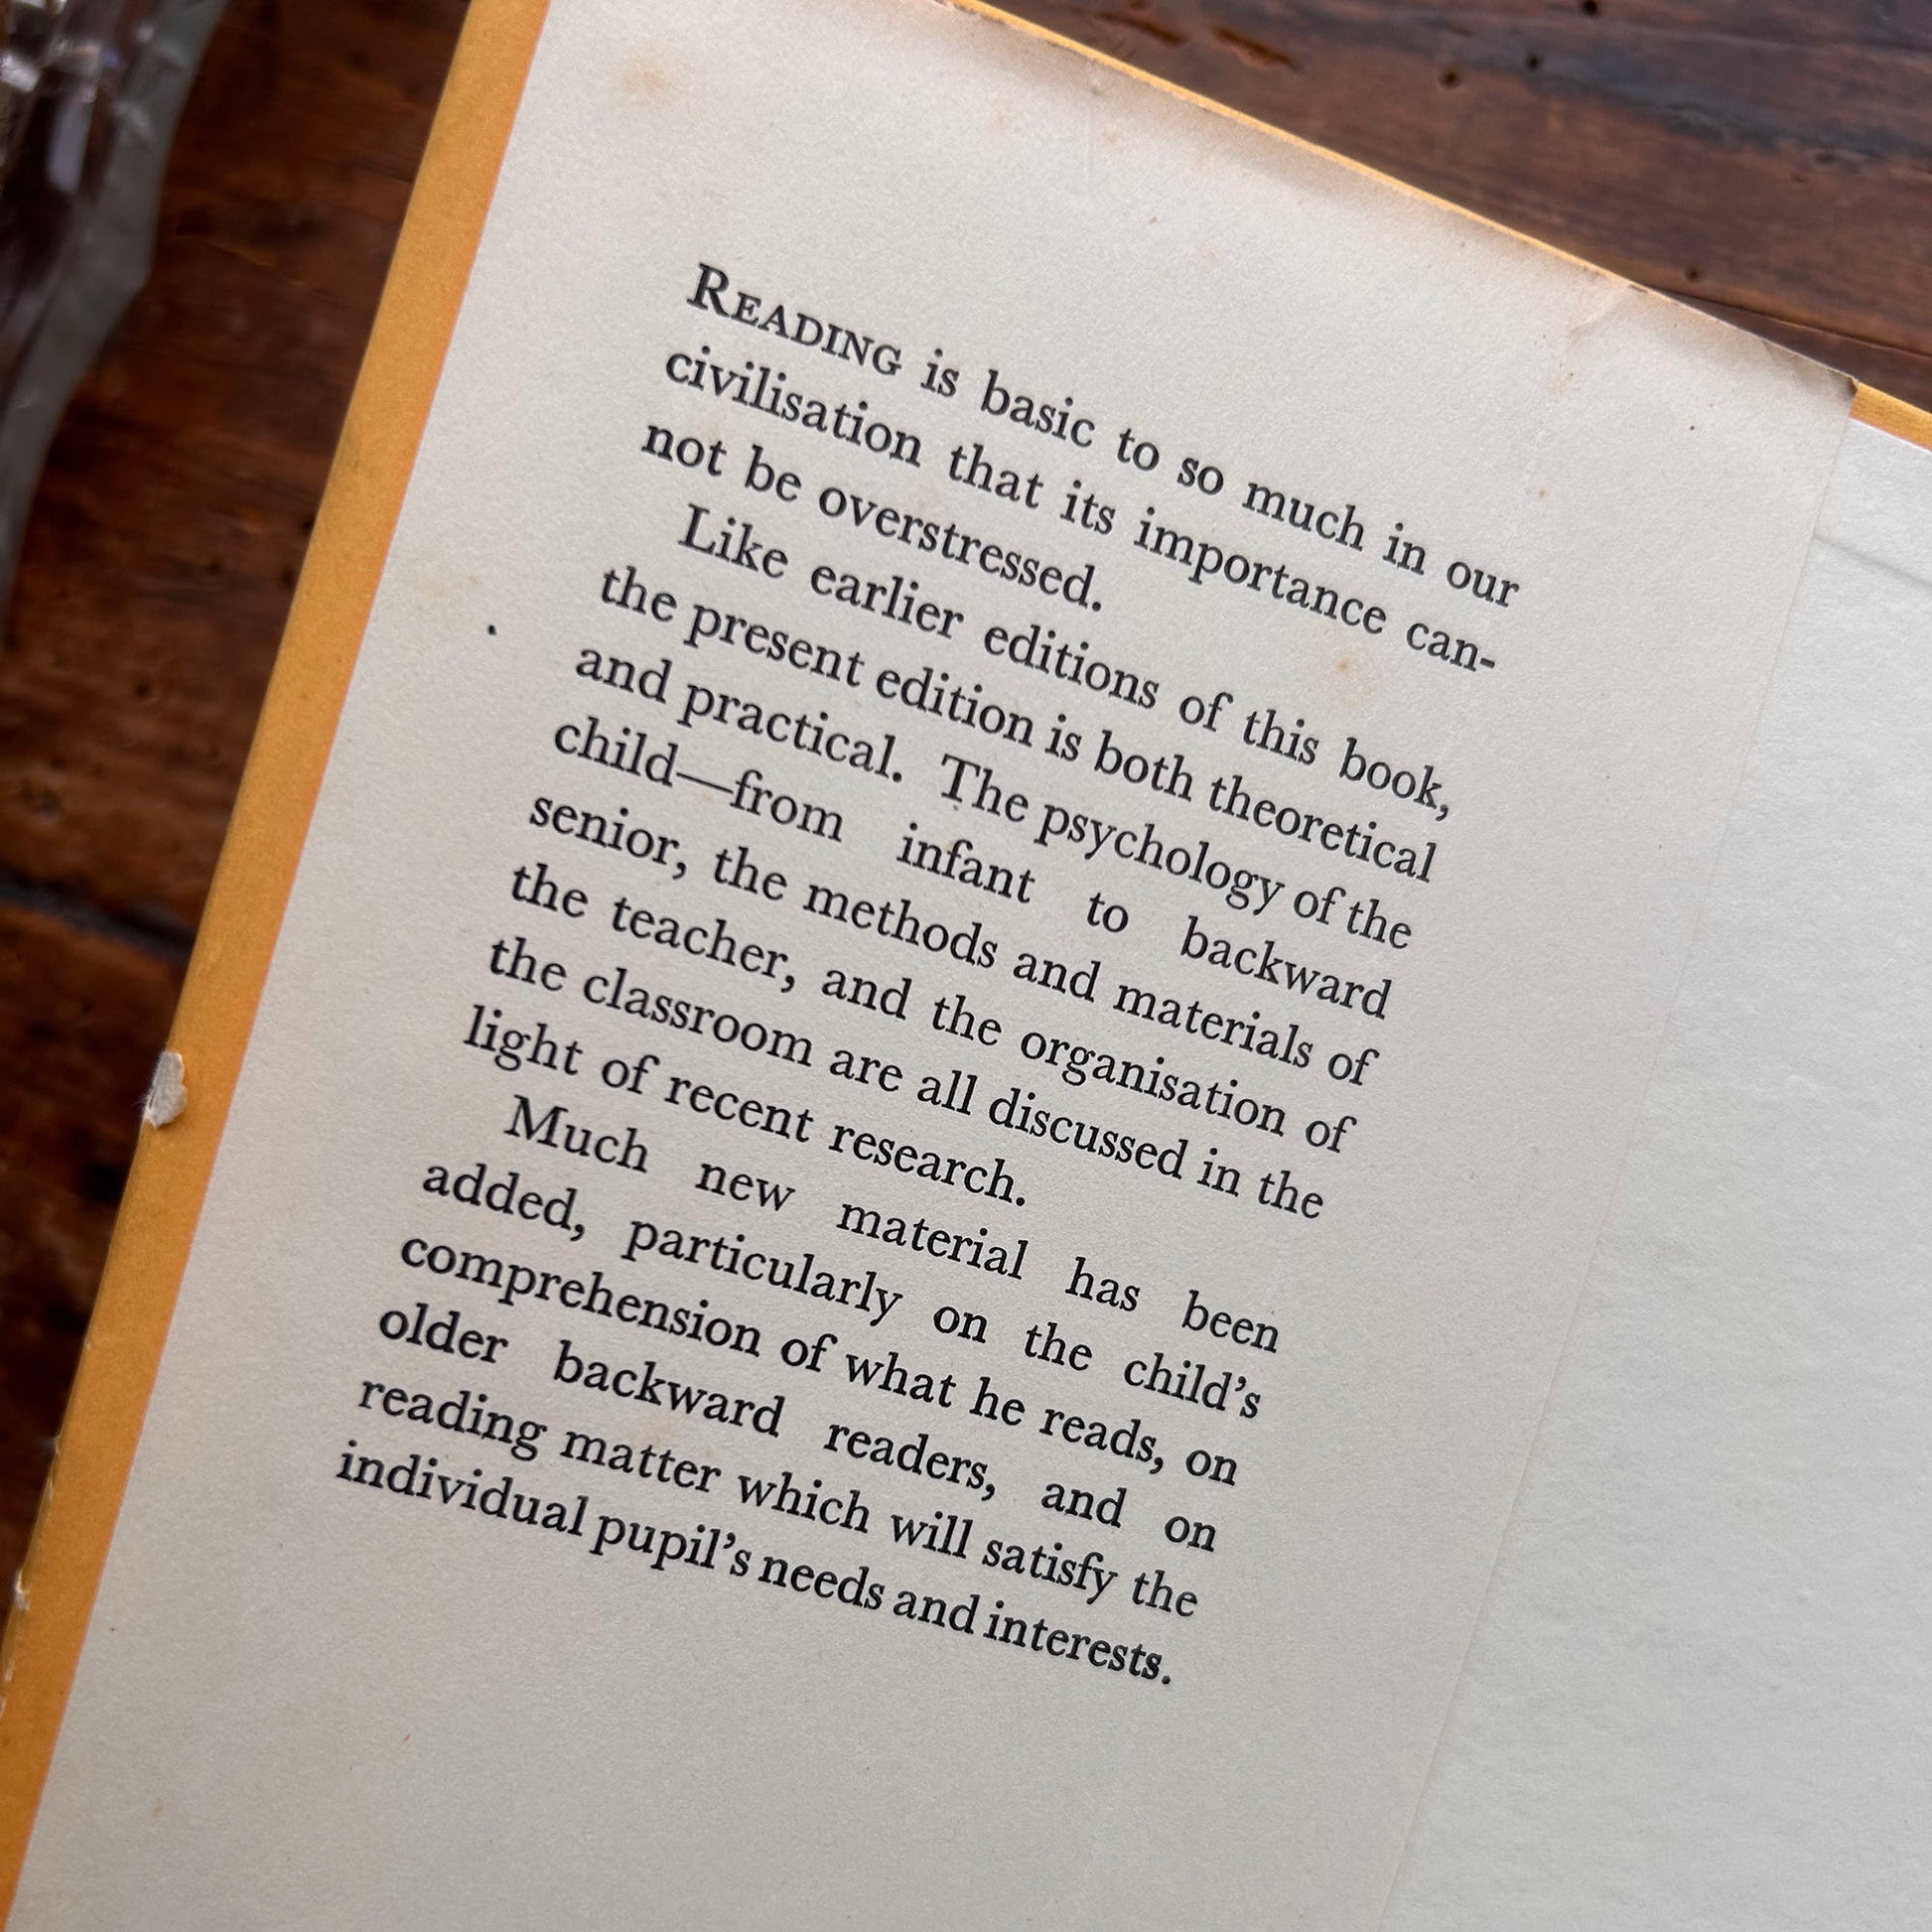 READING is basic to so much in our
civilisation that its importance can-
not be overstressed.
Like earlier editions of this book,
the present edition is both theoretical
and practical. The psychology of the
child—from infant to backward
senior, the methods and materials of
the teacher, and the organisation of
the classroom are all discussed in the
light of recent research.
Much new material has been
added, particularly on the child's
comprehension of what he reads, on
older backward readers, and on
reading matter which will satisfy the
individual pupil's needs and interests.